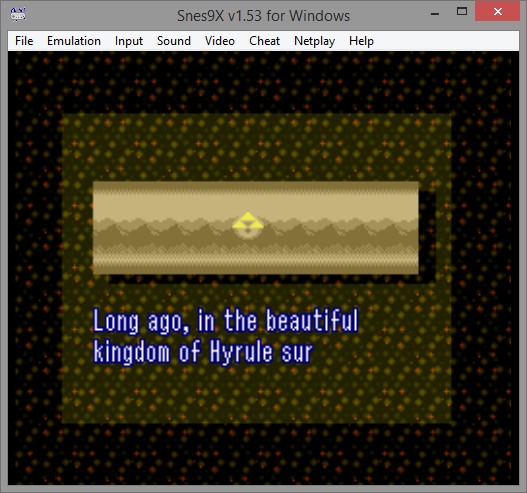 Snes9X v1.53 for Windows
File Emulation Input Sound Video Cheat Netplay Help
Long ago, in the beautiful
kingdom of Hyrule sur